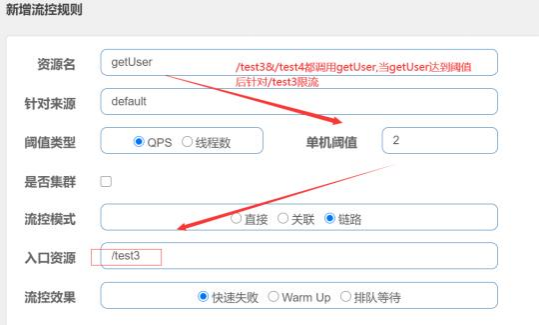 新增流控规则
资源名 getUser
/test3&/test4都调用getUser,当getUser达到阈值
后针对/test3限流
针对来源 default
阈值类型 QPS 线程数 单机阈值 2
是否集群
流控模式 直接 关联 链路
入口资源 /test3
流控效果 快速失败 Warm Up 排队等待